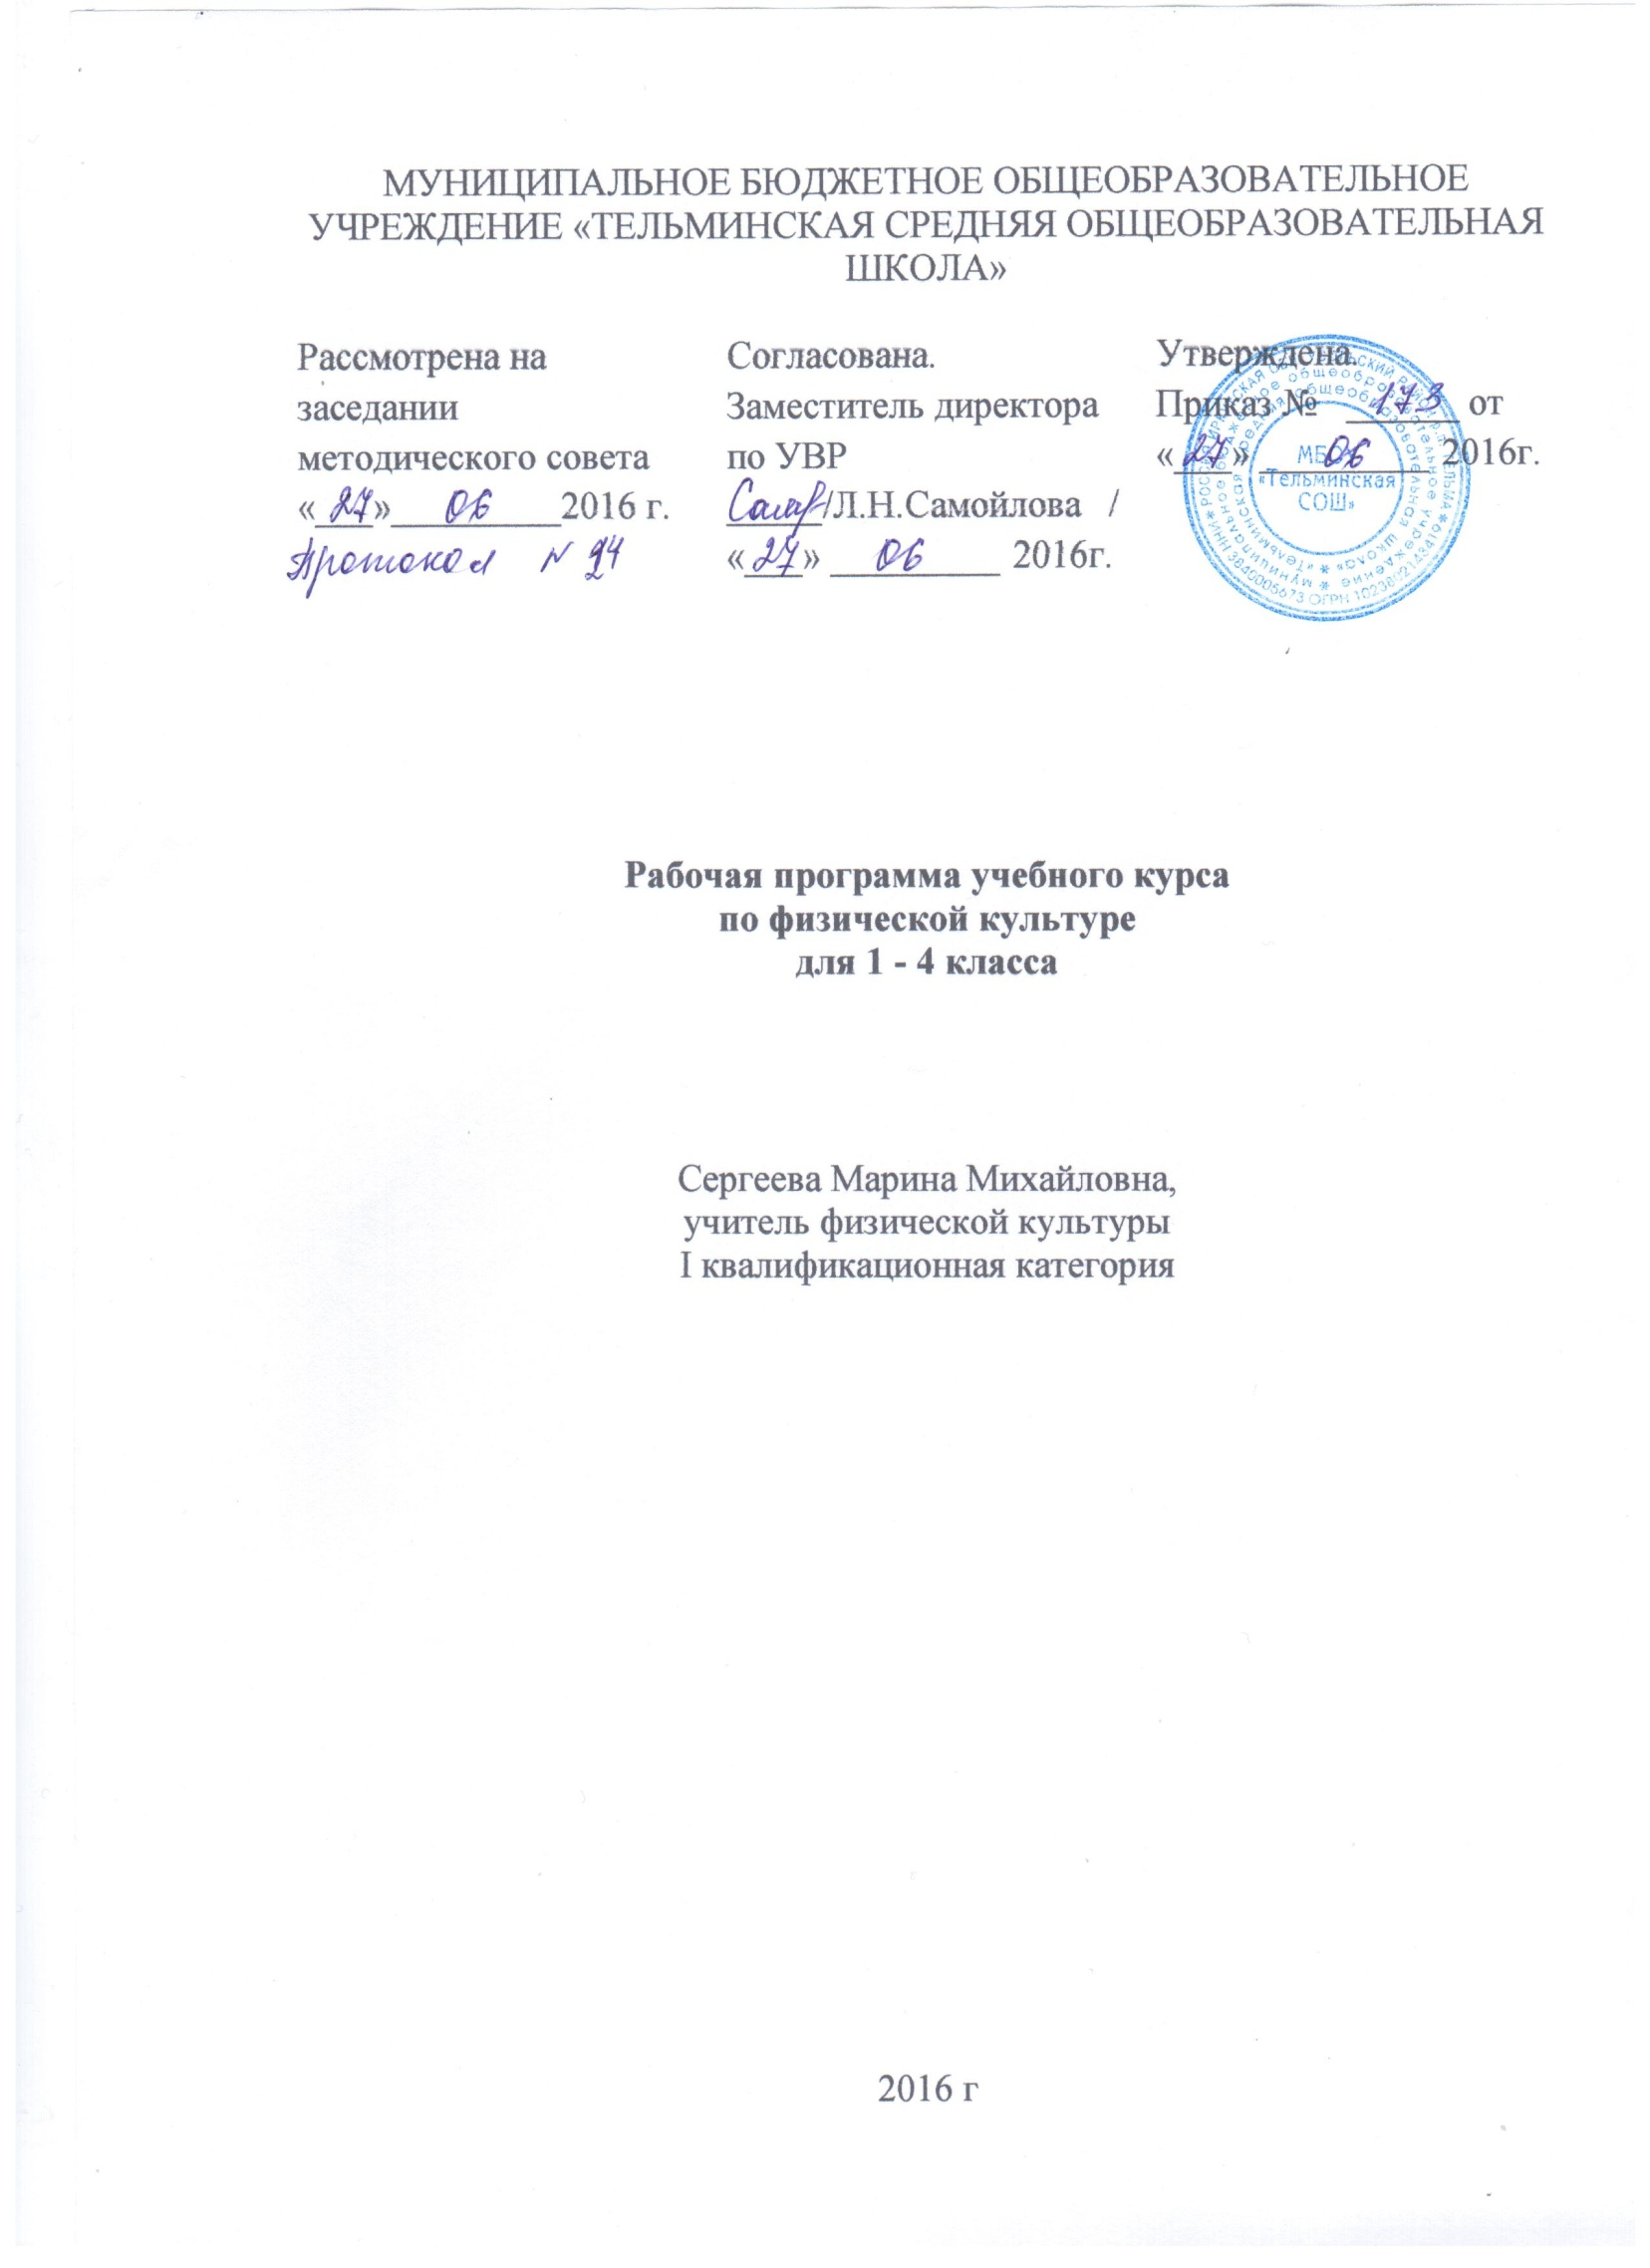 МУНИЦИПАЛЬНОЕ БЮДЖЕТНОЕ ОБЩЕОБРАЗОВАТЕЛЬНОЕ
УЧРЕЖДЕНИЕ «ТЕЛЬМИНСКАЯ СРЕДНЯЯ ОБЩЕОБРАЗОВАТЕЛЬНАЯ
ШКОЛА»
Рассмотрена на
заседании
методического совета
«27» 06 2016 г.
Протокол N 24
Согласована.
Заместитель директора
по УВР
/Л.Н.Самойлова /
«27» 06 2016г.
Утверждена.
Приказ № 173 от
«27» 06 2016г.
«Тельминская
СОШ»
Рабочая программа учебного курса
по физической культуре
для 1 - 4 класса
Сергеева Марина Михайловна,
учитель физической культуры
I квалификационная категория
2016 г